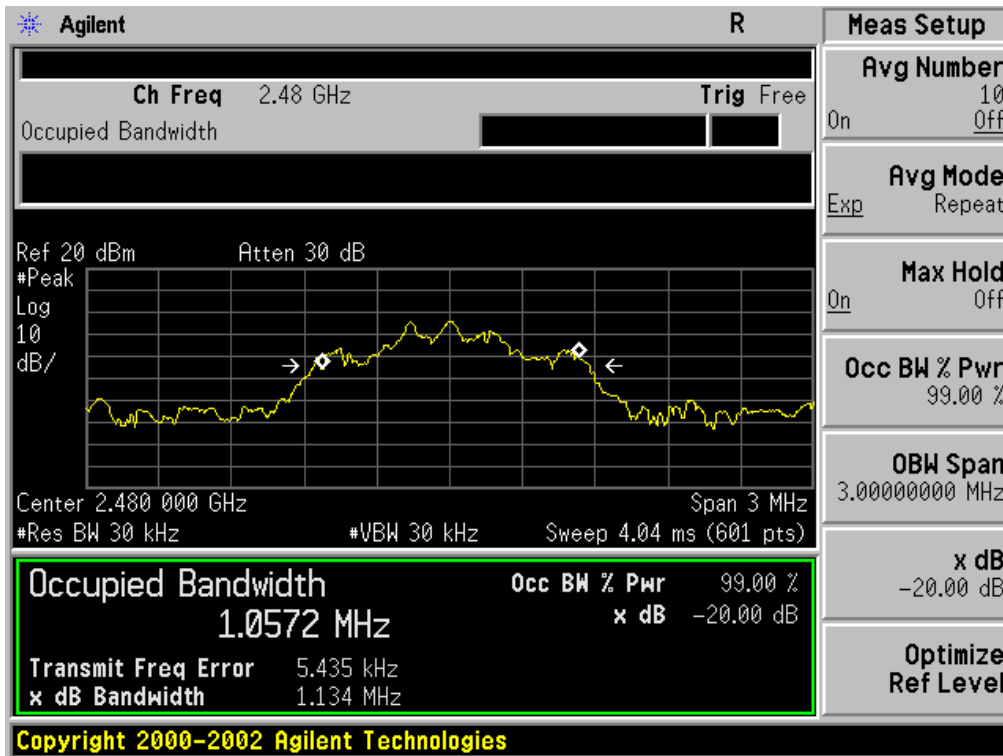 Agilent R
Ch Freq 2.48 GHz Trig Free
Occupied Bandwidth
Ref 20 dBm Atten 30 dB
#Peak
Log
10
dB/
Center 2.480 000 GHz Span 3 MHz
#Res BW 30 kHz #VBW 30 kHz Sweep 4.04 ms (601 pts)
Occupied Bandwidth
1.0572 MHz
Occ BW % Pwr 99.00 %
x dB -20.00 dB
Transmit Freq Error 5.435 kHz
x dB Bandwidth 1.134 MHz
Copyright 2000-2002 Agilent Technologies
Meas Setup
Avg Number
10
On Off
Avg Mode
Exp Repeat
Max Hold
On Off
Occ BW % Pwr
99.00 %
OBW Span
3.00000000 MHz
x dB
-20.00 dB
Optimize
Ref Level